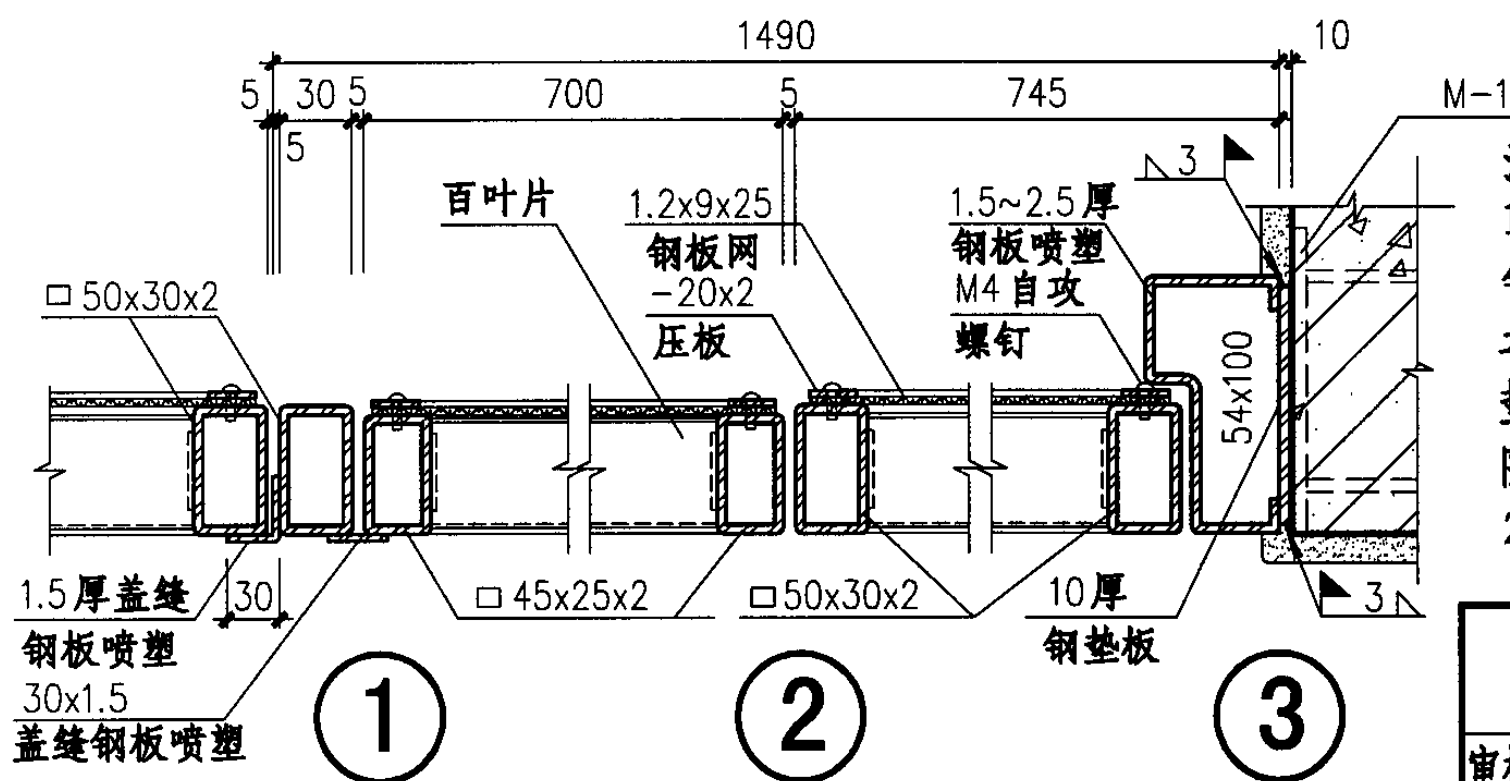 1490
10
5
30
5
700
5
745
5
M-1
3
百叶片
1.2x9x25
钢板网
-20x2
压板
1.5~2.5厚
钢板喷塑
M4自攻
螺钉
□50x30x2
54x100
1.5厚盖缝
钢板喷塑
30
30x1.5
盖缝钢板喷塑
□45x25x2
□50x30x2
10厚
钢垫板
3
1
2
3